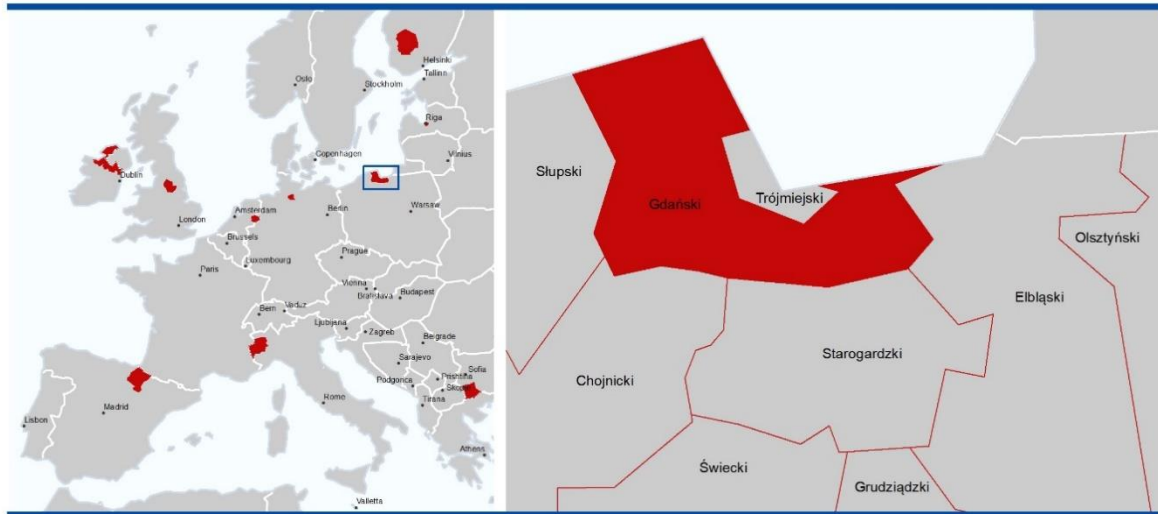 Helsinki
Oslo
Tallinn
Stockholm
Riga
Copenhagen
Vilnius
Dublin
Amsterdam
Berlin
Warsaw
London
Brussels
Luxembourg
Prague
Paris
Vienna
Bratislava
Budapest
Bern
Vaduz
Ljubljana
Zagreb
Belgrade
Sarajevo
Sofia
Prishtina
Podgorica
Skopje
Tirana
Madrid
Rome
Lisbon
Athens
Valletta
Słupski
Trójmiejski
Gdański
Olsztyński
Elbląski
Starogardzki
Chojnicki
Świecki
Grudziądzki